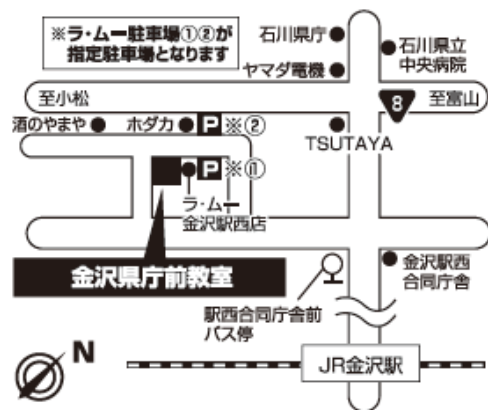 ※ラ・ムー駐車場①②が
指定駐車場となります
石川県庁
石川県立
中央病院
ヤマダ電機
至小松
8
至富山
酒のやまや
ホダカ
P
※②
TSUTAYA
P
※①
ラ・ムー
金沢駅西店
金沢県庁前教室
金沢駅西
合同庁舎
駅西合同庁舎前
バス停
N
JR金沢駅